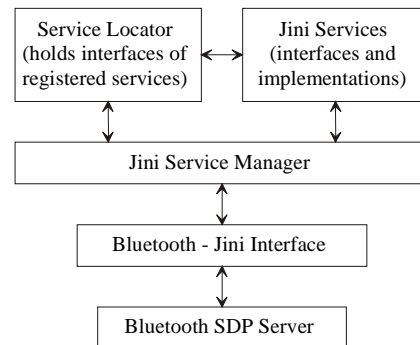 Service Locator
(holds interfaces of
registered services)
Jini Services
(interfaces and
implementations)
Jini Service Manager
Bluetooth - Jini Interface
Bluetooth SDP Server